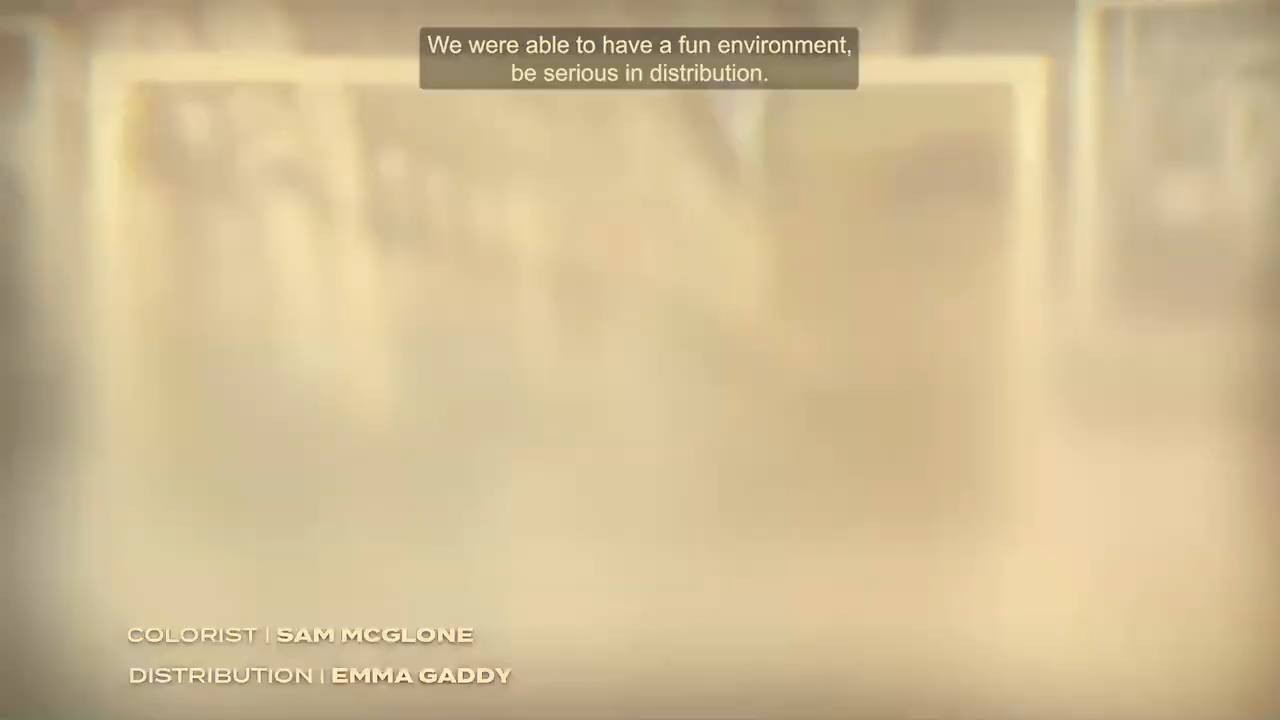 We were able to have a fun environment,
be serious in distribution.
COLORIST | SAM MCGLONE
DISTRIBUTION | EMMA GADDY